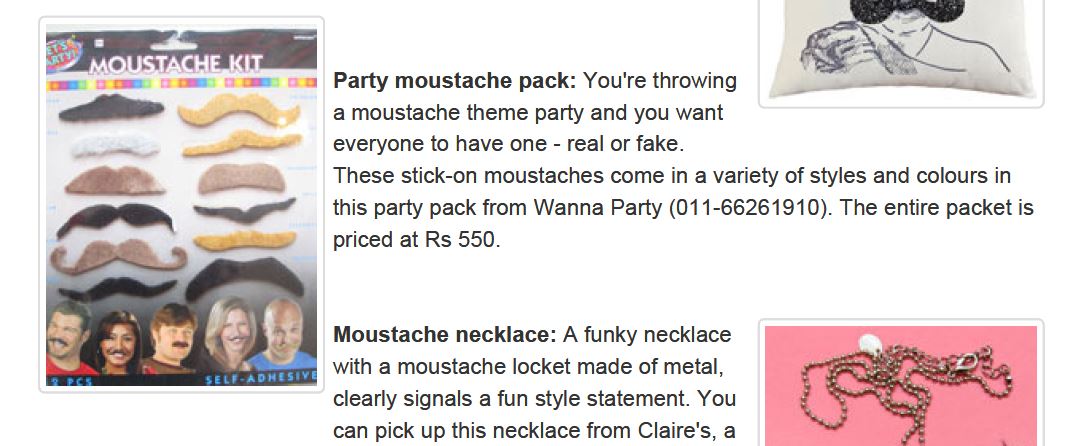 MOUSTACHE KIT
PCS
SELF-ADHESIVE
Party moustache pack: You're throwing
a moustache theme party and you want
everyone to have one - real or fake.
These stick-on moustaches come in a variety of styles and colours in
this party pack from Wanna Party (011-66261910). The entire packet is
priced at Rs 550.
Moustache necklace: A funky necklace
with a moustache locket made of metal,
clearly signals a fun style statement. You
can pick up this necklace from Claire's, a